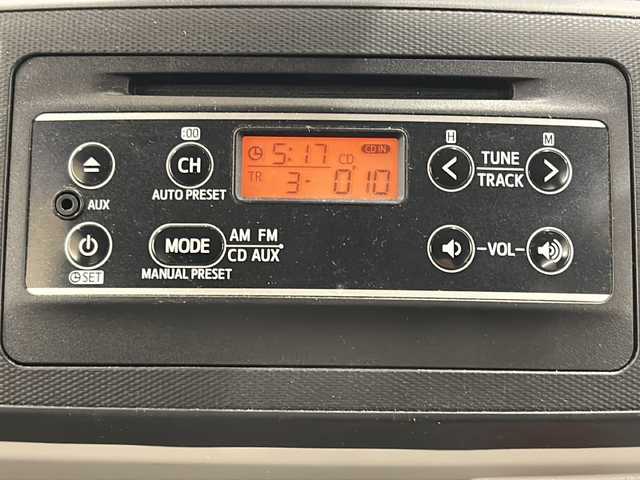 :00
H
M
5:17 CD
CD IN
TR 3- 010
CH
TUNE
TRACK
AUTO PRESET
AUX
MODE
AM FM
CD AUX
-VOL-
MANUAL PRESET
SET